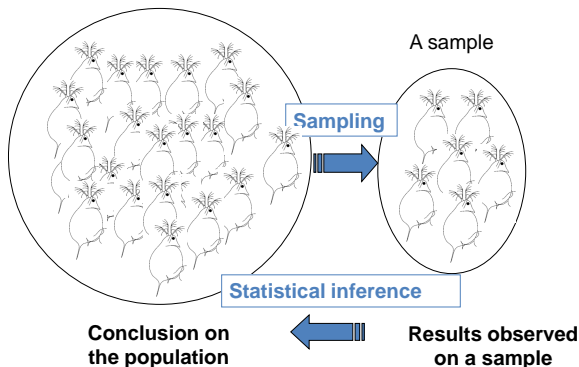 A sample
Sampling
Statistical inference
Conclusion on
the population
Results observed
on a sample